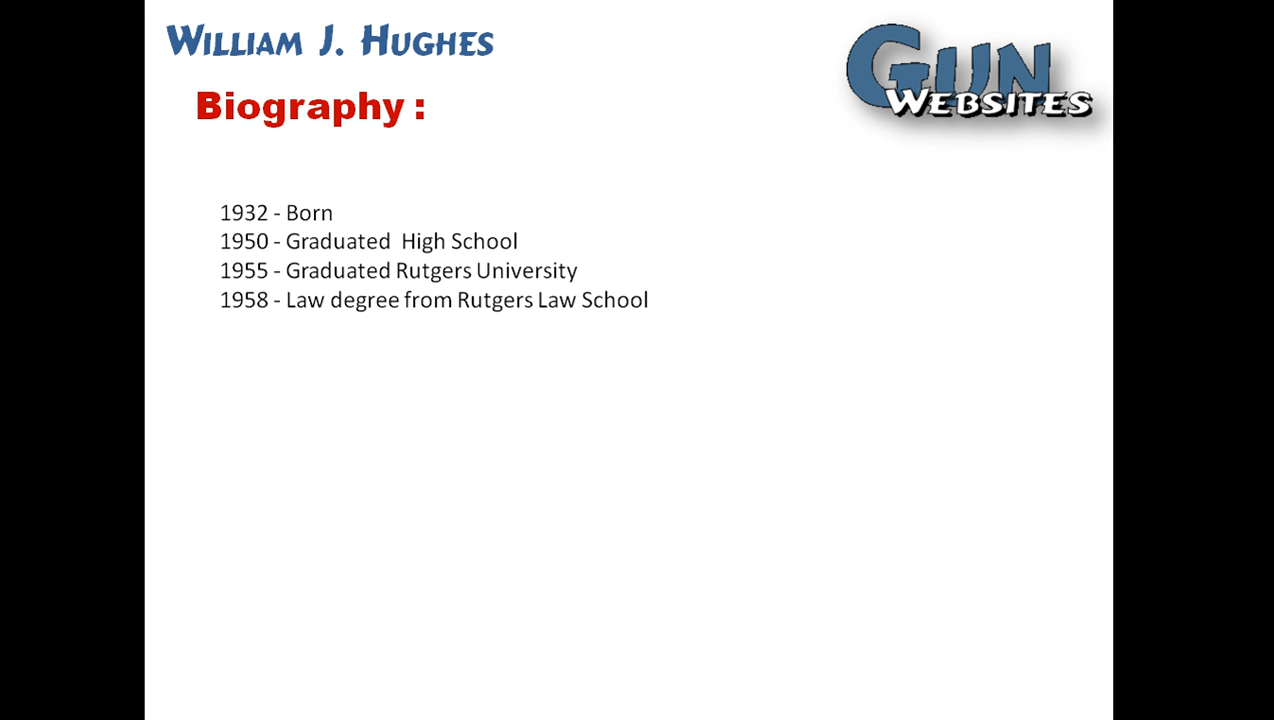 William J. Hughes
Gun
Websites
Biography :
1932 - Born
1950 - Graduated High School
1955 - Graduated Rutgers University
1958 - Law degree from Rutgers Law School